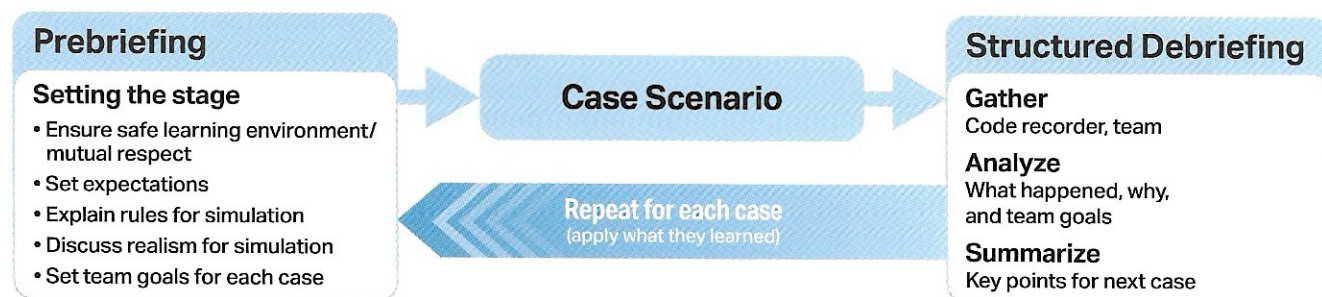 Prebriefing
Setting the stage
• Ensure safe learning environment/
mutual respect
• Set expectations
• Explain rules for simulation
• Discuss realism for simulation
• Set team goals for each case
Case Scenario
Repeat for each case
(apply what they learned)
Structured Debriefing
Gather
Code recorder, team
Analyze
What happened, why,
and team goals
Summarize
Key points for next case